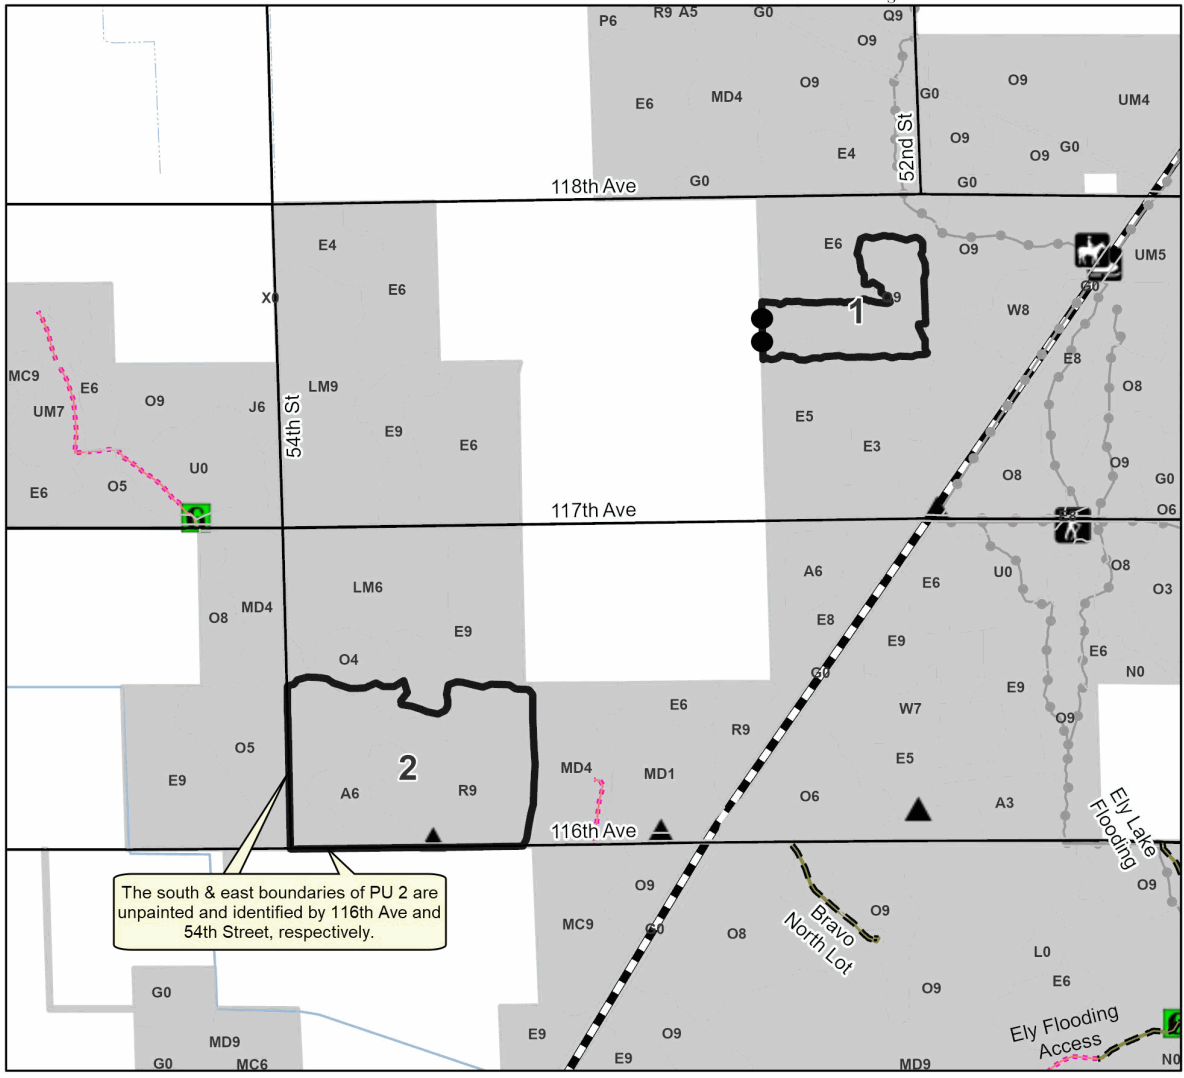 P6 R9 A5 G0 Q9
O9
E6 MD4 O9 G0 O9 UM4
52nd St
E4 O9 O9 G0
G0 G0
118th Ave
E4 E6 O9 UM5
X0 E6 O9 G0
1 W8
MC9 E6 LM9 E8 O8
UM7 O9 J6 E5
54th St
E9 E6 E3
U0 O8 O9 G0
E6 O5
117th Ave O6
LM6 A6 E6 U0 O8 O3
O8 MD4 E9 E8 E9
O4 G0 E6 N0
E6 W7 E9 O9
O5 R9
E9 2 MD4 MD1 E5
A6 R9 O6 A3
116th Ave
Ely Lake
Flooding
The south & east boundaries of PU 2 are
unpainted and identified by 116th Ave and
54th Street, respectively.
O9 O9 O9
MC9 G0 O8
Bravo
North Lot
L0
G0 O9 E6
MD9 E9 O9
Ely Flooding
Access
G0 MC6 E9 MD9 N0